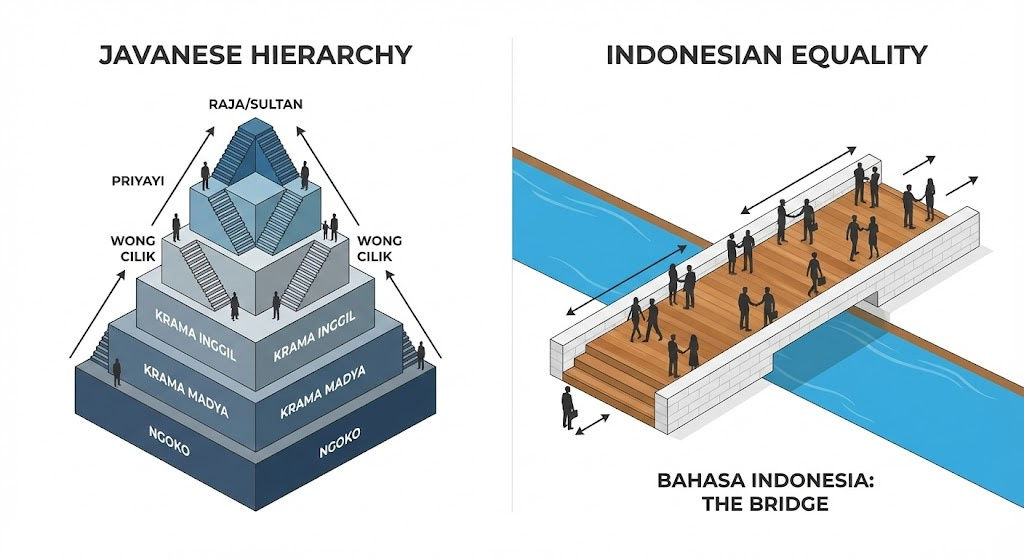 JAVANESE HIERARCHY
RAJA/SULTAN
PRIYAYI
WONG
CILIK
WONG
CILIK
KRAMA INGGIL
KRAMA INGGIL
KRAMA MADYA
KRAMA MADYA
NGOKO
NGOKO
INDONESIAN EQUALITY
BAHASA INDONESIA:
THE BRIDGE